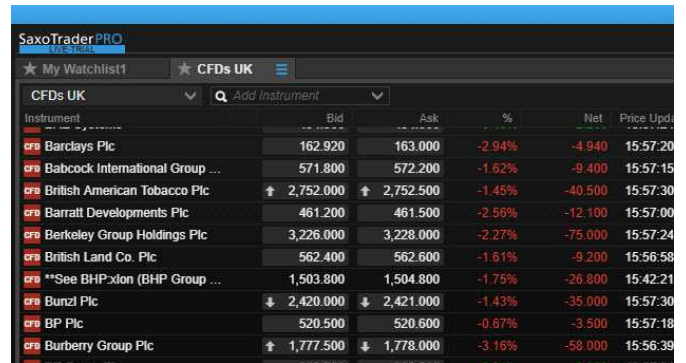 SaxoTraderPRO
LIVE TRIAL
My Watchlist1 CFDs UK
CFDs UK Add Instrument
Instrument Bid Ask % Net Price Upda
CFD Barclays Plc 162.920 163.000 -2.94% -4.940 15:57:20
CFD Babcock International Group ... 571.800 572.200 -1.62% -9.400 15:57:15
CFD British American Tobacco Plc 2,752.000 2,752.500 -1.45% -40.500 15:57:30
CFD Barratt Developments Plc 461.200 461.500 -2.56% -12.100 15:57:00
CFD Berkeley Group Holdings Plc 3,226.000 3,228.000 -2.27% -75.000 15:57:24
CFD British Land Co. Plc 562.400 562.600 -1.61% -9.200 15:56:58
CFD **See BHP:xlon (BHP Group ... 1,503.800 1,504.800 -1.75% -26.800 15:42:21
CFD Bunzl Plc 2,420.000 2,421.000 -1.43% -35.000 15:57:30
CFD BP Plc 520.500 520.600 -0.67% -3.500 15:57:18
CFD Burberry Group Plc 1,777.500 1,778.000 -3.16% -58.000 15:56:39